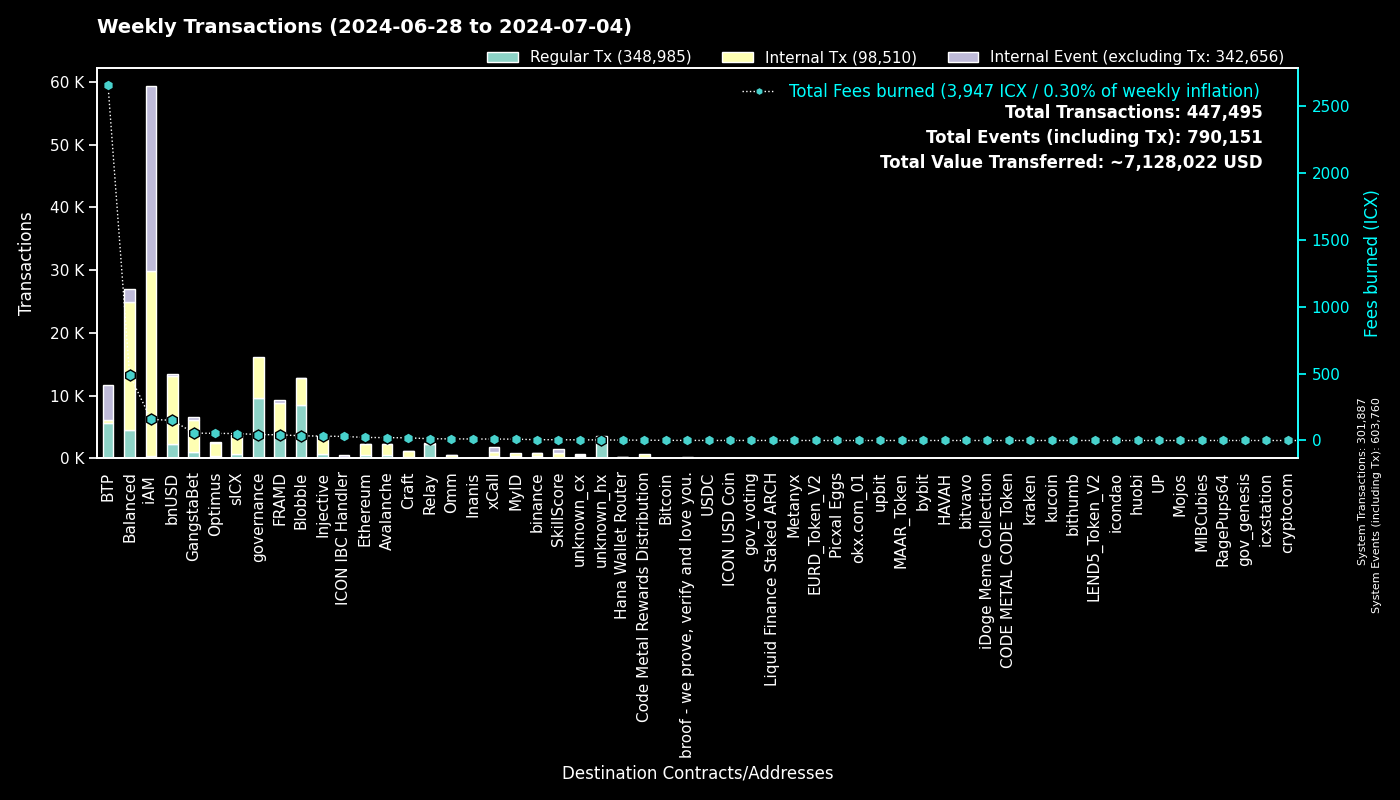 Weekly Transactions (2024-06-28 to 2024-07-04)
Regular Tx (348,985)
Internal Tx (98,510)
Internal Event (excluding Tx: 342,656)
Total Fees burned (3,947 ICX / 0.30% of weekly inflation)
Total Transactions: 447,495
Total Events (including Tx): 790,151
Total Value Transferred: ~7,128,022 USD
Transactions
60 K
50 K
40 K
30 K
20 K
10 K
0 K
Fees burned (ICX)
2500
2000
1500
1000
500
0
System Transactions: 301,887
System Events (including Tx): 603,760
BTP
Balanced
iAM
bnUSD
GangstaBet
Optimus
sICX
governance
FRAMD
Blobble
Injective
ICON IBC Handler
Ethereum
Avalanche
Craft
Relay
Omm
Inanis
xCall
MyID
binance
SkillScore
unknown_cx
unknown_hx
Hana Wallet Router
Code Metal Rewards Distribution
Bitcoin
broof - we prove, verify and love you.
USDC
ICON USD Coin
gov_voting
Liquid Finance Staked ARCH
Metanyx
EURD_Token_V2
Picxal Eggs
okx.com_01
upbit
MAAR_Token
bybit
HAVAH
bitvavo
iDoge Meme Collection
CODE METAL CODE Token
kraken
kucoin
bithumb
LEND5_Token_V2
icondao
huobi
UP
Mojos
MIBCubies
RagePups64
gov_genesis
icxstation
cryptocom
Destination Contracts/Addresses